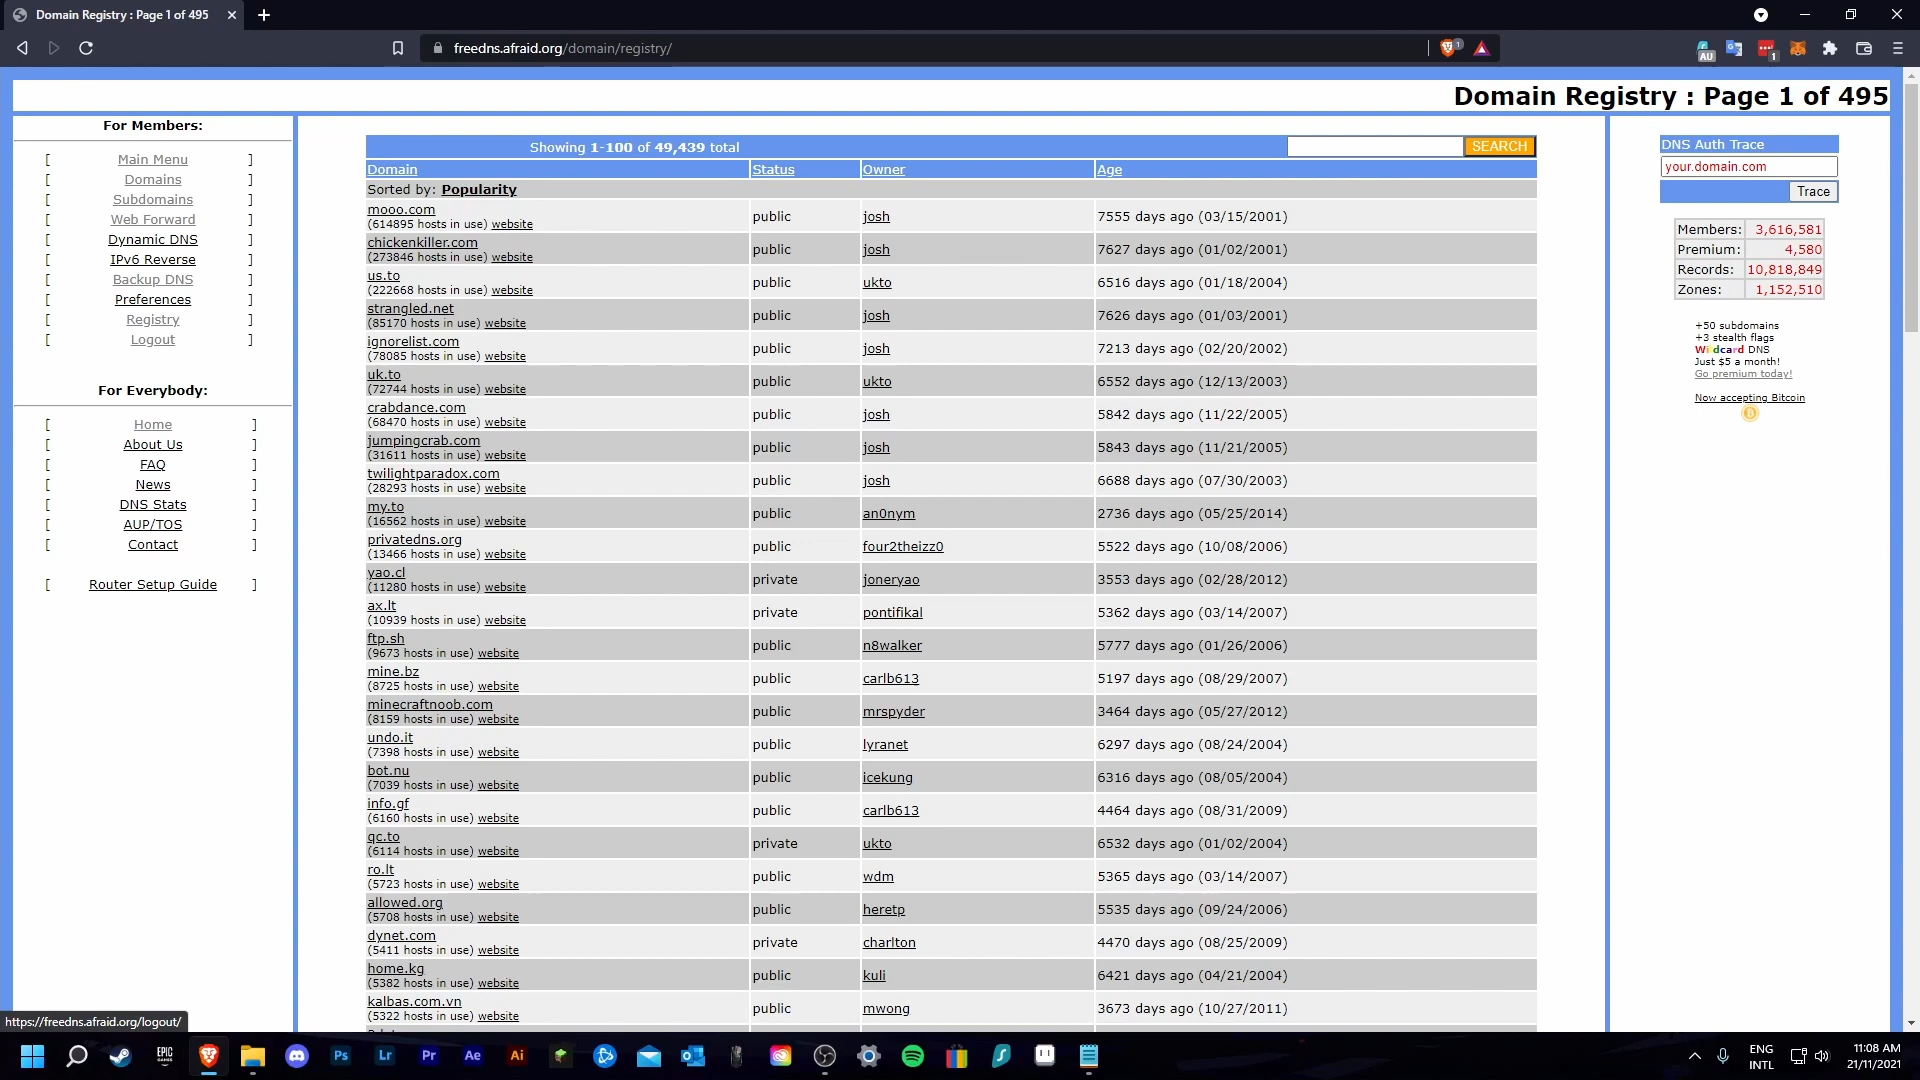 Domain Registry : Page 1 of 495
freedns.afraid.org/domain/registry/
1
AU
1
Domain Registry : Page 1 of 495
For Members:
[ Main Menu ]
[ Domains ]
[ Subdomains ]
[ Web Forward ]
[ Dynamic DNS ]
[ IPv6 Reverse ]
[ Backup DNS ]
[ Preferences ]
[ Registry ]
[ Logout ]
For Everybody:
[ Home ]
[ About Us ]
[ FAQ ]
[ News ]
[ DNS Stats ]
[ AUP/TOS ]
[ Contact ]
[ Router Setup Guide ]
Showing 1-100 of 49,439 total SEARCH
Domain Status Owner Age
Sorted by: Popularity
mooo.com
(614895 hosts in use) website public josh 7555 days ago (03/15/2001)
chickenkiller.com
(273846 hosts in use) website public josh 7627 days ago (01/02/2001)
us.to
(222668 hosts in use) website public ukto 6516 days ago (01/18/2004)
strangled.net
(85170 hosts in use) website public josh 7626 days ago (01/03/2001)
ignorelist.com
(78085 hosts in use) website public josh 7213 days ago (02/20/2002)
uk.to
(72744 hosts in use) website public ukto 6552 days ago (12/13/2003)
crabdance.com
(68470 hosts in use) website public josh 5842 days ago (11/22/2005)
jumpingcrab.com
(31611 hosts in use) website public josh 5843 days ago (11/21/2005)
twilightparadox.com
(28293 hosts in use) website public josh 6688 days ago (07/30/2003)
my.to
(16562 hosts in use) website public an0nym 2736 days ago (05/25/2014)
privatedns.org
(13466 hosts in use) website public four2theizz0 5522 days ago (10/08/2006)
yao.cl
(11280 hosts in use) website private joneryao 3553 days ago (02/28/2012)
ax.lt
(10939 hosts in use) website private pontifikal 5362 days ago (03/14/2007)
ftp.sh
(9673 hosts in use) website public n8walker 5777 days ago (01/26/2006)
mine.bz
(8725 hosts in use) website public carlb613 5197 days ago (08/29/2007)
minecraftnoob.com
(8159 hosts in use) website public mrspyder 3464 days ago (05/27/2012)
undo.it
(7398 hosts in use) website public lyranet 6297 days ago (08/24/2004)
bot.nu
(7039 hosts in use) website public icekung 6316 days ago (08/05/2004)
info.gf
(6160 hosts in use) website public carlb613 4464 days ago (08/31/2009)
qc.to
(6114 hosts in use) website private ukto 6532 days ago (01/02/2004)
ro.lt
(5723 hosts in use) website public wdm 5365 days ago (03/14/2007)
allowed.org
(5708 hosts in use) website public heretp 5535 days ago (09/24/2006)
dynet.com
(5411 hosts in use) website private charlton 4470 days ago (08/25/2009)
home.kg
(5382 hosts in use) website public kuli 6421 days ago (04/21/2004)
kalbas.com.vn
(5322 hosts in use) website public mwong 3673 days ago (10/27/2011)
DNS Auth Trace
your.domain.com
Trace
Members: 3,616,581
Premium: 4,580
Records: 10,818,849
Zones: 1,152,510
+50 subdomains
+3 stealth flags
Wildcard DNS
Just $5 a month!
Go premium today!
Now accepting Bitcoin
https://freedns.afraid.org/logout/
EPIC
Ps
Lr
Pr
Ae
Ai
ENG
INTL
11:08 AM
21/11/2021